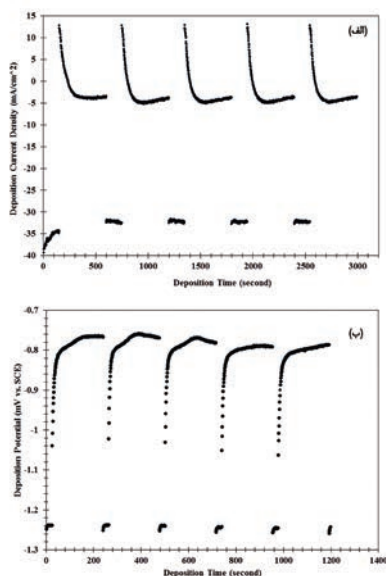 (الف)
15
10
5
0
-5
-10
-15
-20
-25
-30
-35
-40
Deposition Current Density (mA/cm^2)
0 500 1000 1500 2000 2500 3000
Deposition Time (second)
(ب)
-0.7
-0.8
-0.9
-1
-1.1
-1.2
-1.3
Deposition Potential (mV vs. SCE)
0 200 400 600 800 1000 1200 1400
Deposition Time (second)